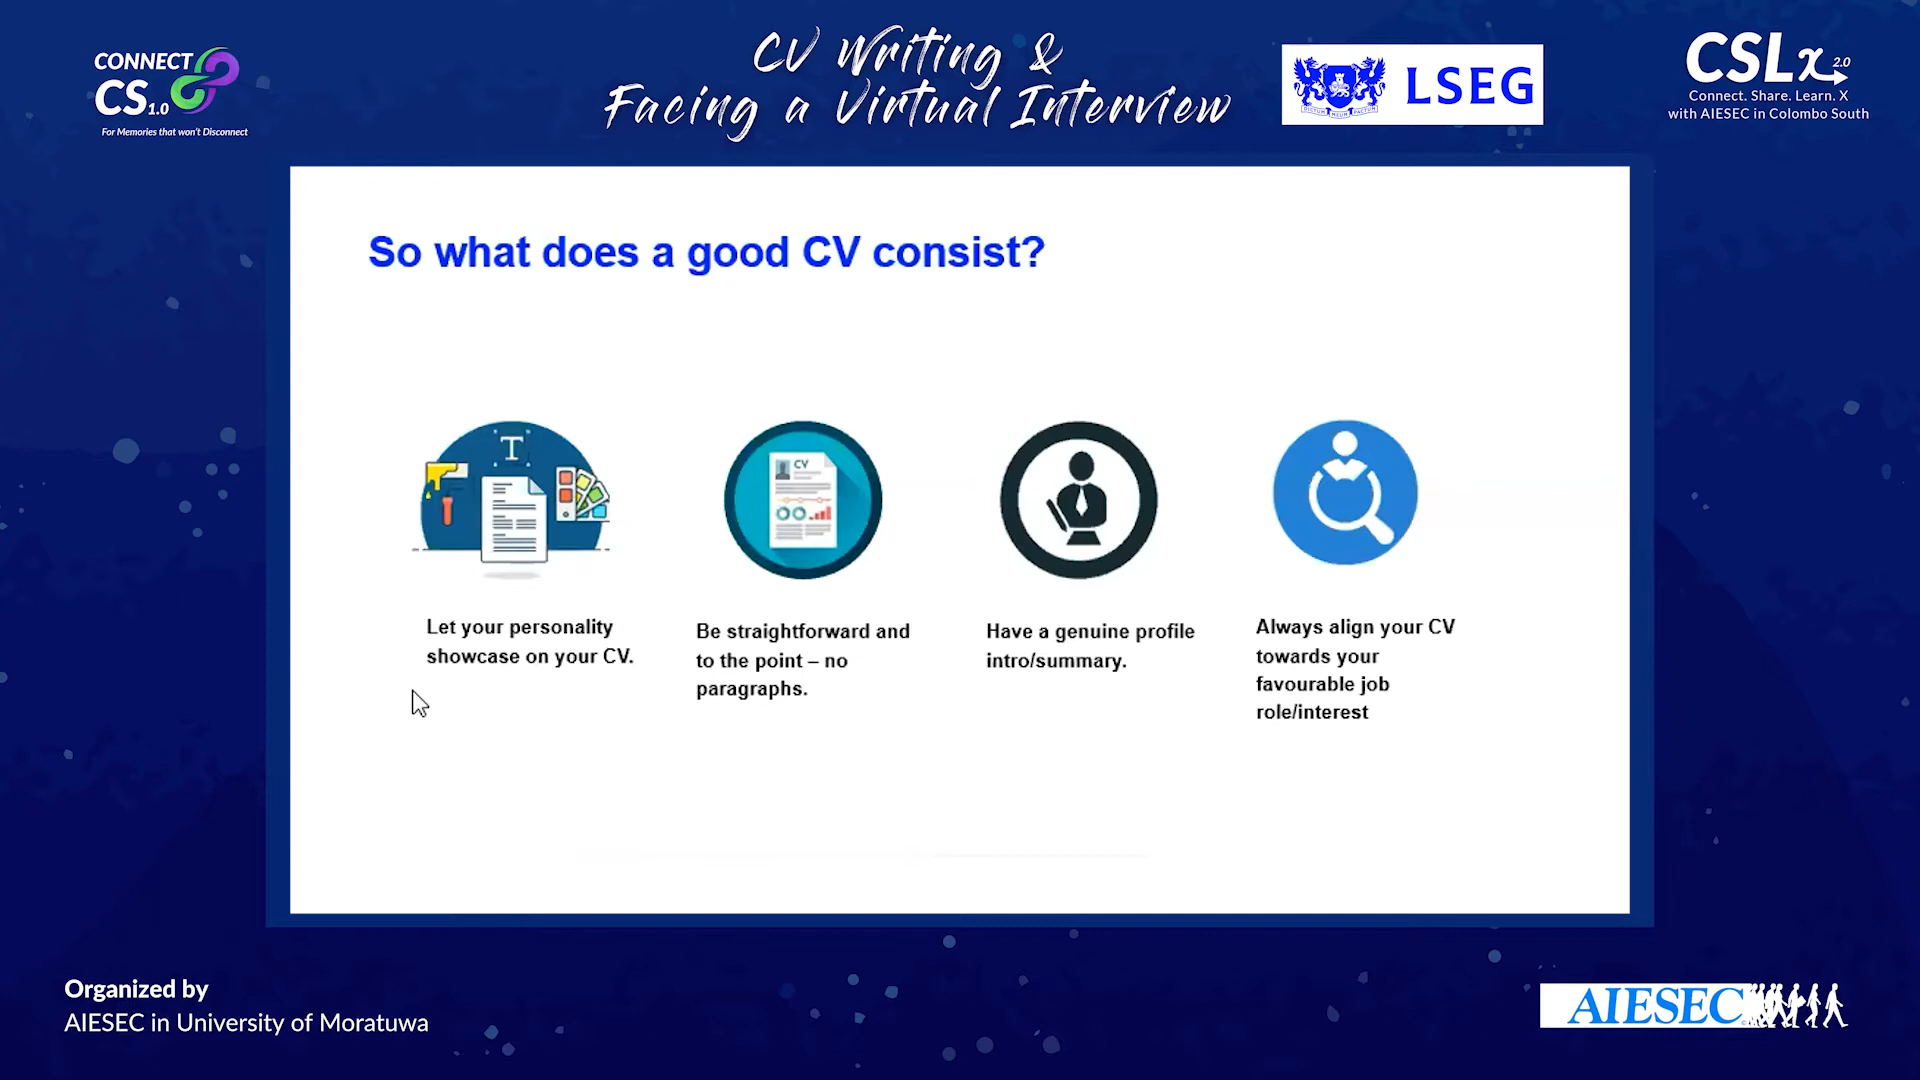 CONNECT
CS 1.0
For Memories that won't Disconnect
CV Writing &
Facing a Virtual Interview
LSEG
CSLx 2.0
Connect. Share. Learn. X
with AIESEC in Colombo South
So what does a good CV consist?
T
CV
Let your personality
showcase on your CV.
Be straightforward and
to the point – no
paragraphs.
Have a genuine profile
intro/summary.
Always align your CV
towards your
favourable job
role/interest
Organized by
AIESEC in University of Moratuwa
AIESEC